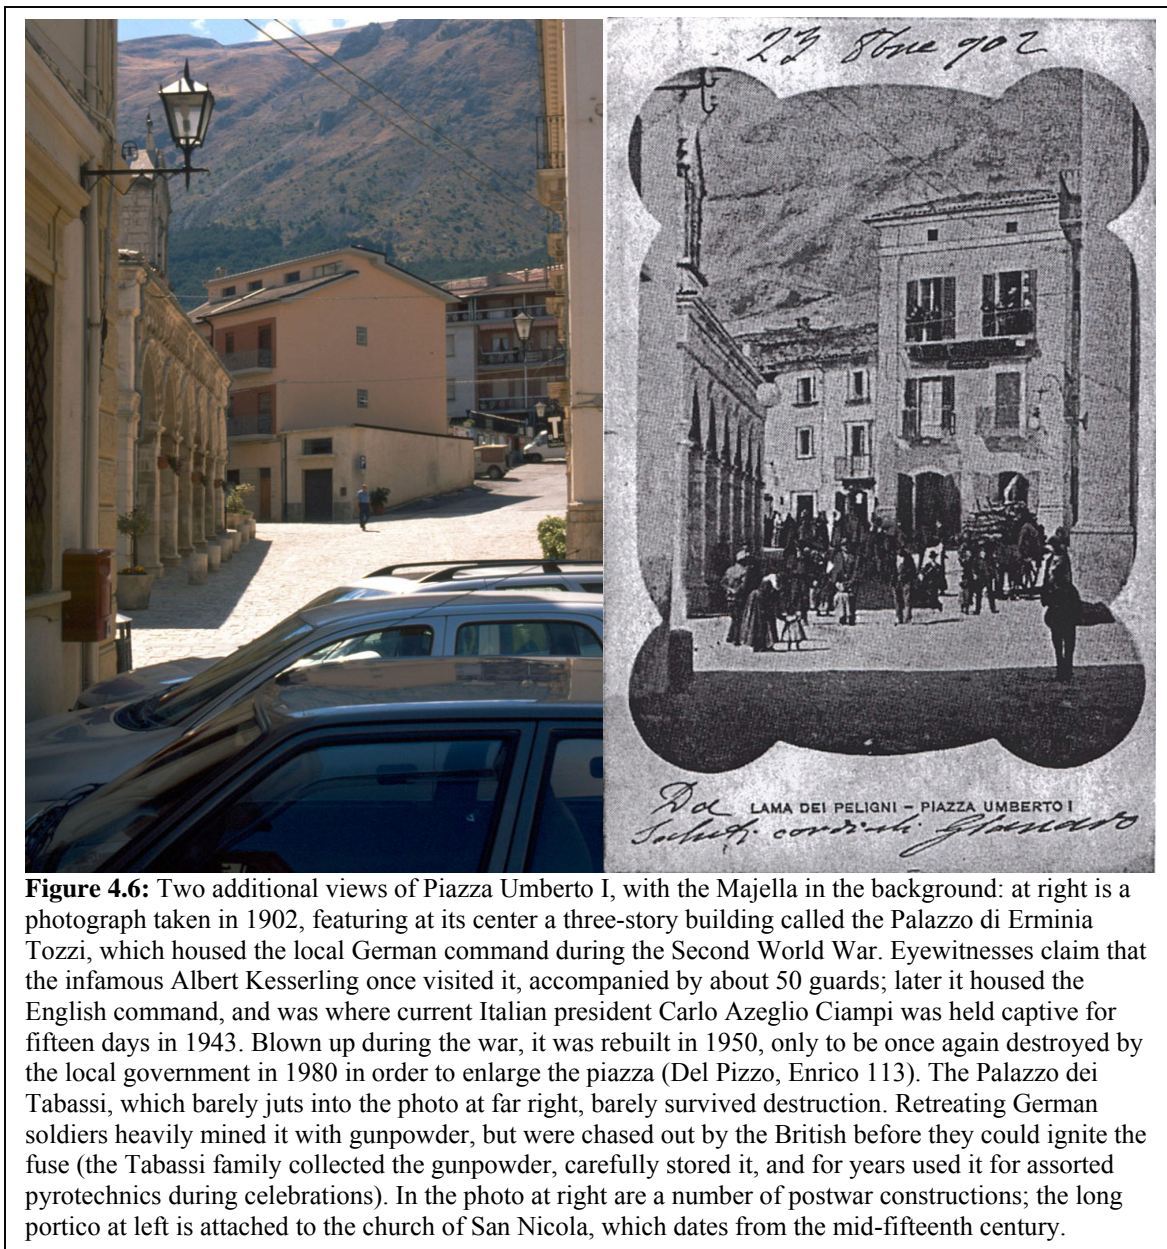 23 8bre 902
Da LAMA DEI PELIGNI – PIAZZA UMBERTO I
Saluti cordiali
Figure 4.6: Two additional views of Piazza Umberto I, with the Majella in the background: at right is a
photograph taken in 1902, featuring at its center a three-story building called the Palazzo di Erminia
Tozzi, which housed the local German command during the Second World War. Eyewitnesses claim that
the infamous Albert Kesserling once visited it, accompanied by about 50 guards; later it housed the
English command, and was where current Italian president Carlo Azeglio Ciampi was held captive for
fifteen days in 1943. Blown up during the war, it was rebuilt in 1950, only to be once again destroyed by
the local government in 1980 in order to enlarge the piazza (Del Pizzo, Enrico 113). The Palazzo dei
Tabassi, which barely juts into the photo at far right, barely survived destruction. Retreating German
soldiers heavily mined it with gunpowder, but were chased out by the British before they could ignite the
fuse (the Tabassi family collected the gunpowder, carefully stored it, and for years used it for assorted
pyrotechnics during celebrations). In the photo at right are a number of postwar constructions; the long
portico at left is attached to the church of San Nicola, which dates from the mid-fifteenth century.